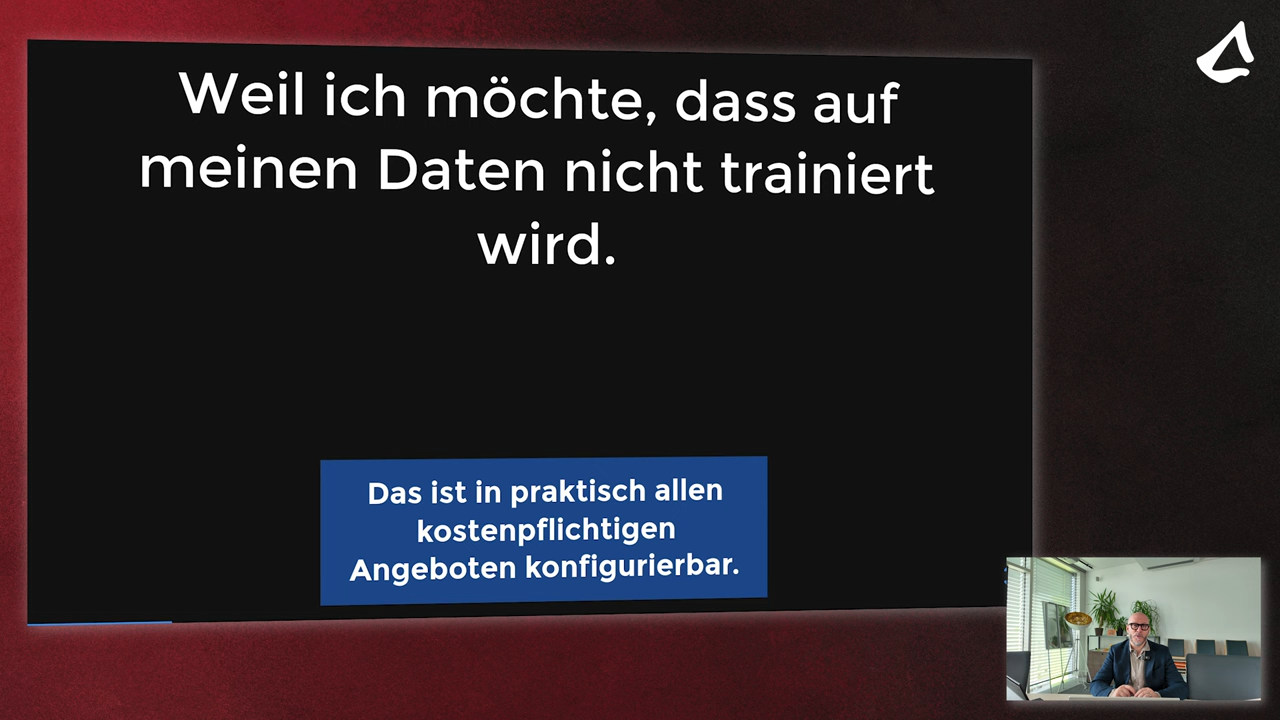 Weil ich möchte, dass auf
meinen Daten nicht trainiert
wird.
Das ist in praktisch allen
kostenpflichtigen
Angeboten konfigurierbar.